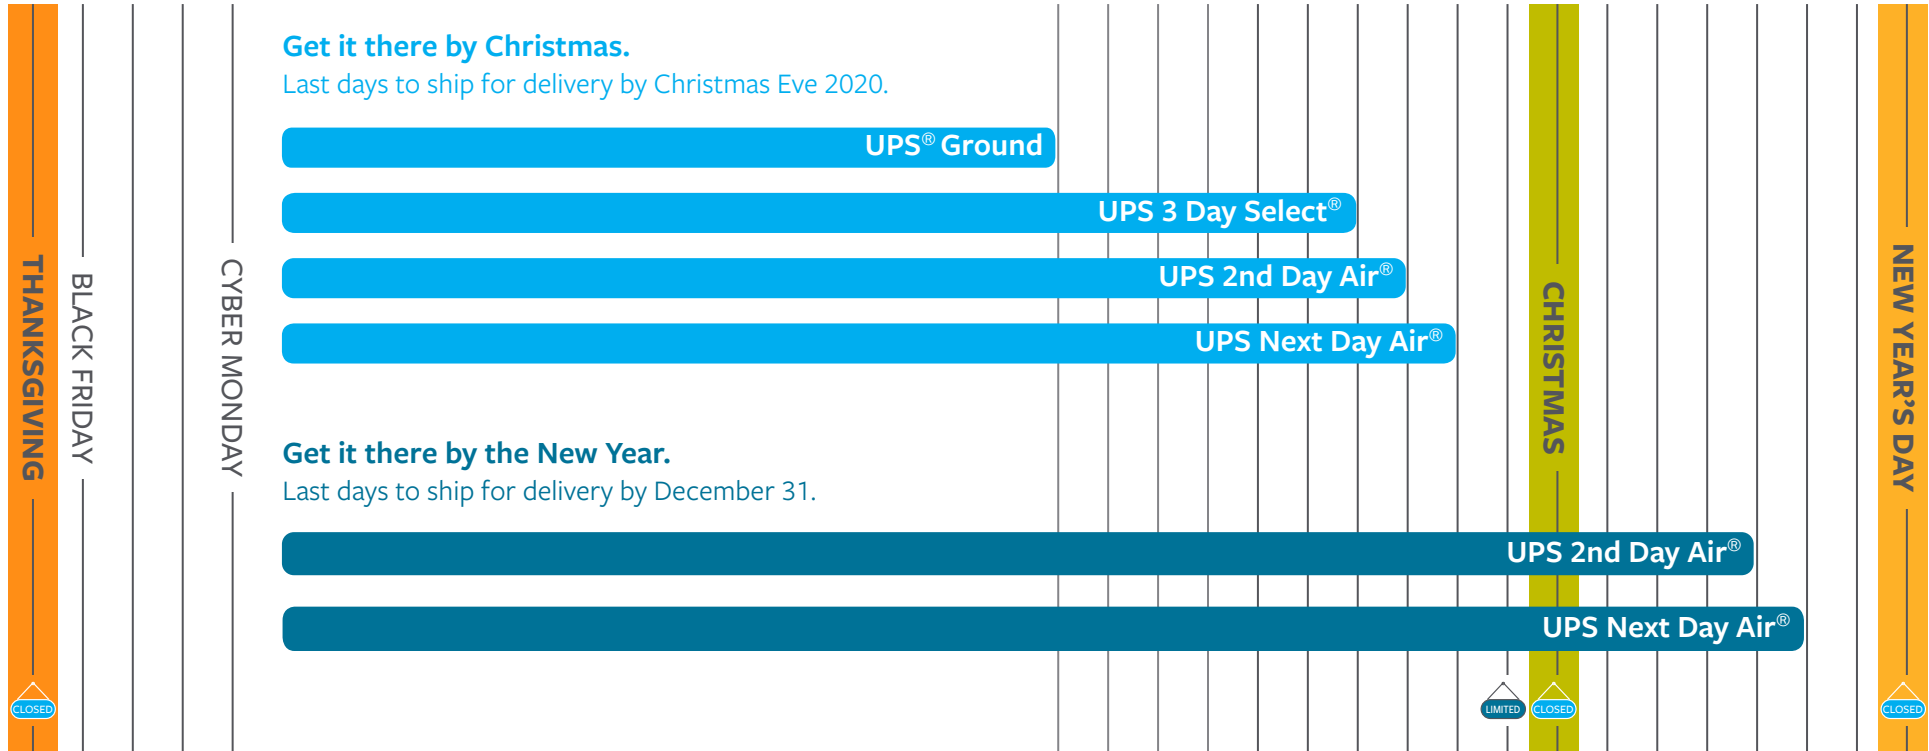 Get it there by Christmas.
Last days to ship for delivery by Christmas Eve 2020.
UPS® Ground
UPS 3 Day Select®
UPS 2nd Day Air®
UPS Next Day Air®
THANKSGIVING
BLACK FRIDAY
CYBER MONDAY
CHRISTMAS
NEW YEAR'S DAY
Get it there by the New Year.
Last days to ship for delivery by December 31.
UPS 2nd Day Air®
UPS Next Day Air®
CLOSED
LIMITED
CLOSED
CLOSED